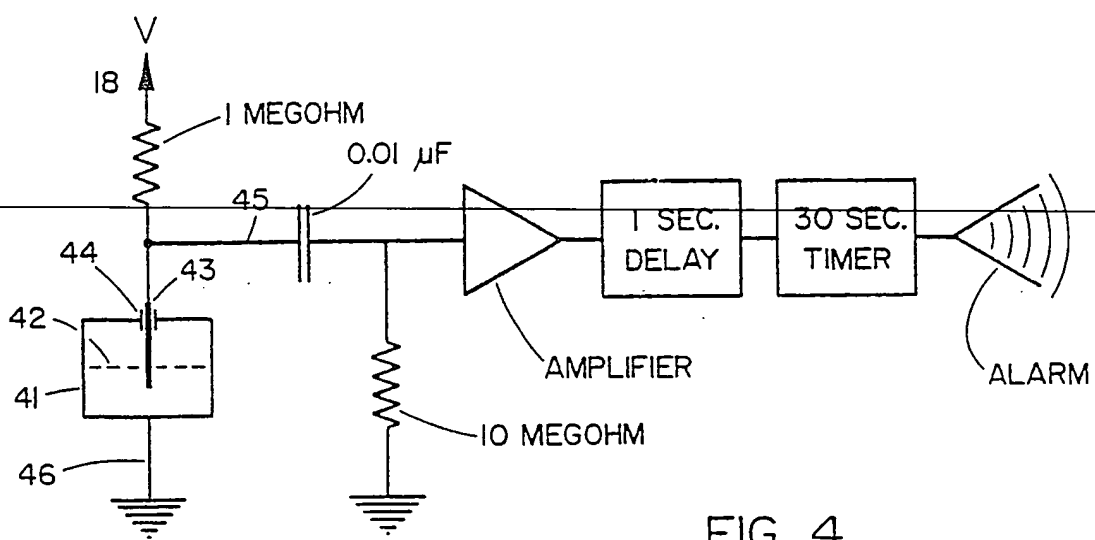 V
18
1 MEGOHM
0.01 µF
45
44
43
42
41
46
1 SEC.
DELAY
30 SEC.
TIMER
AMPLIFIER
ALARM
10 MEGOHM
FIG. 4